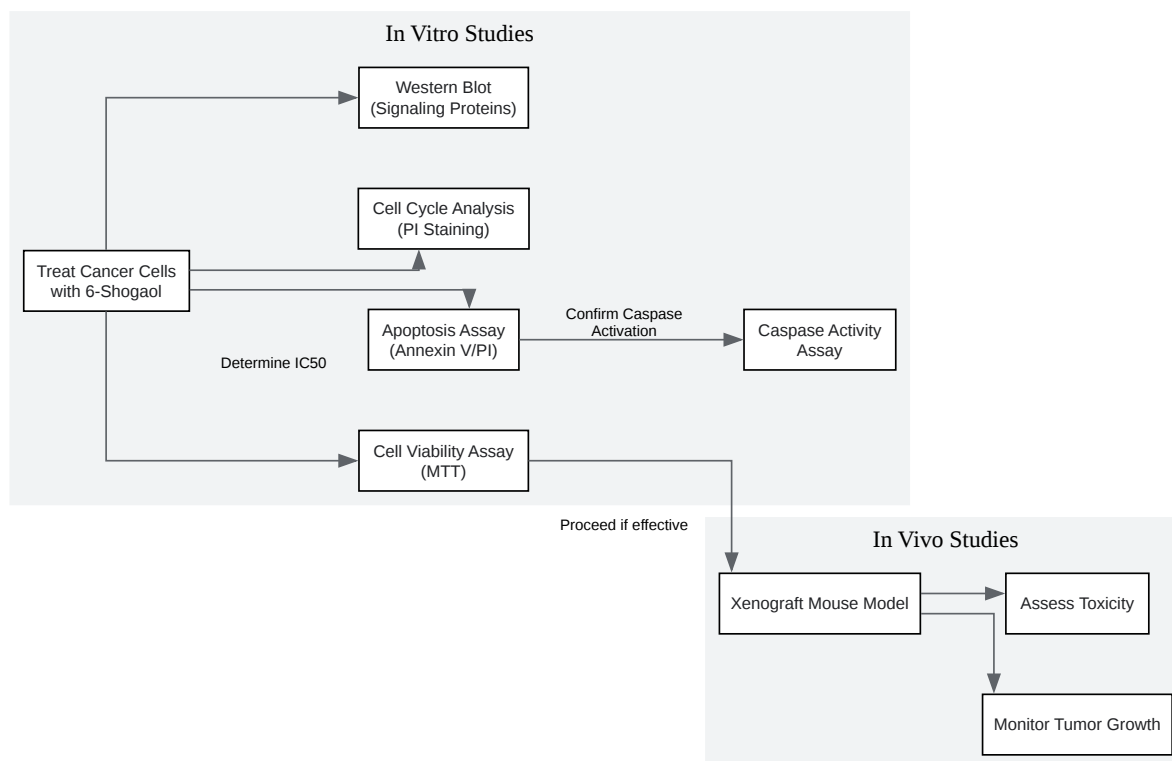 In Vitro Studies
Western Blot
(Signaling Proteins)
Cell Cycle Analysis
(PI Staining)
Treat Cancer Cells
with 6-Shogaol
Apoptosis Assay
(Annexin V/PI)
Confirm Caspase
Activation
Caspase Activity
Assay
Determine IC50
Cell Viability Assay
(MTT)
Proceed if effective
In Vivo Studies
Xenograft Mouse Model
Assess Toxicity
Monitor Tumor Growth